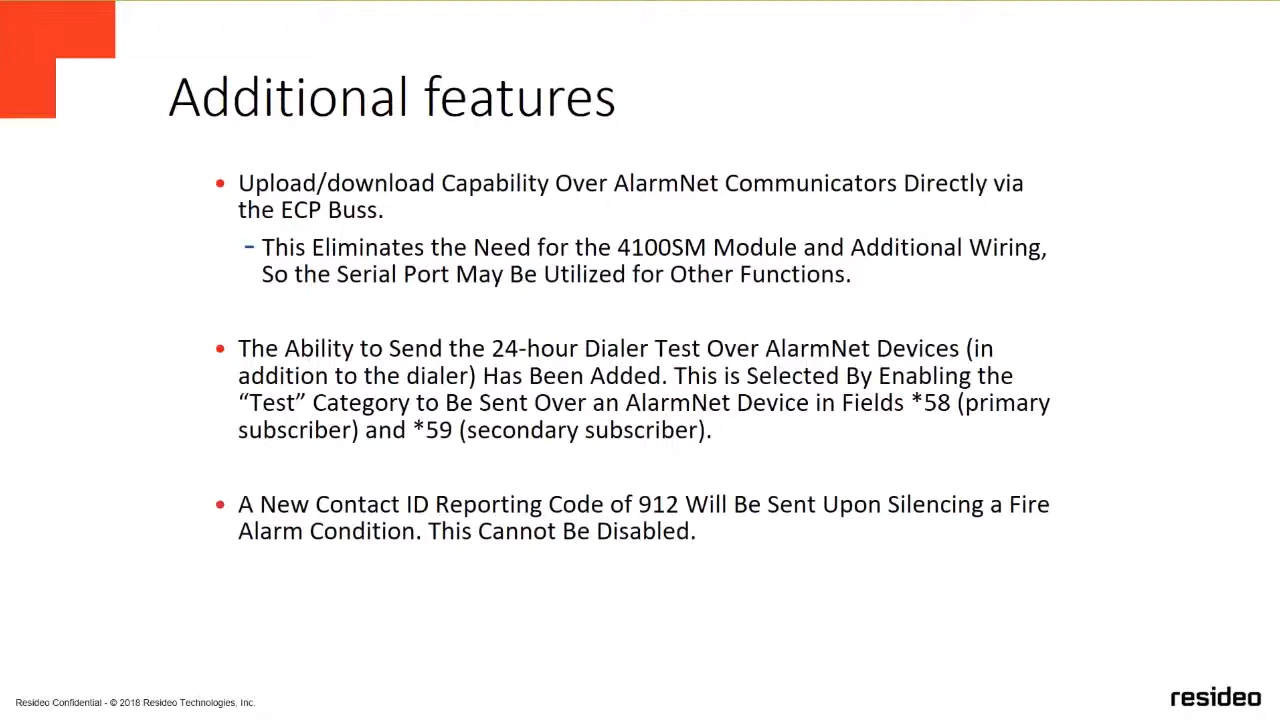 Additional features
• Upload/download Capability Over AlarmNet Communicators Directly via
the ECP Buss.
– This Eliminates the Need for the 4100SM Module and Additional Wiring,
So the Serial Port May Be Utilized for Other Functions.
• The Ability to Send the 24-hour Dialer Test Over AlarmNet Devices (in
addition to the dialer) Has Been Added. This is Selected By Enabling the
“Test” Category to Be Sent Over an AlarmNet Device in Fields *58 (primary
subscriber) and *59 (secondary subscriber).
• A New Contact ID Reporting Code of 912 Will Be Sent Upon Silencing a Fire
Alarm Condition. This Cannot Be Disabled.
Resideo Confidential - © 2018 Resideo Technologies, Inc.
resideo